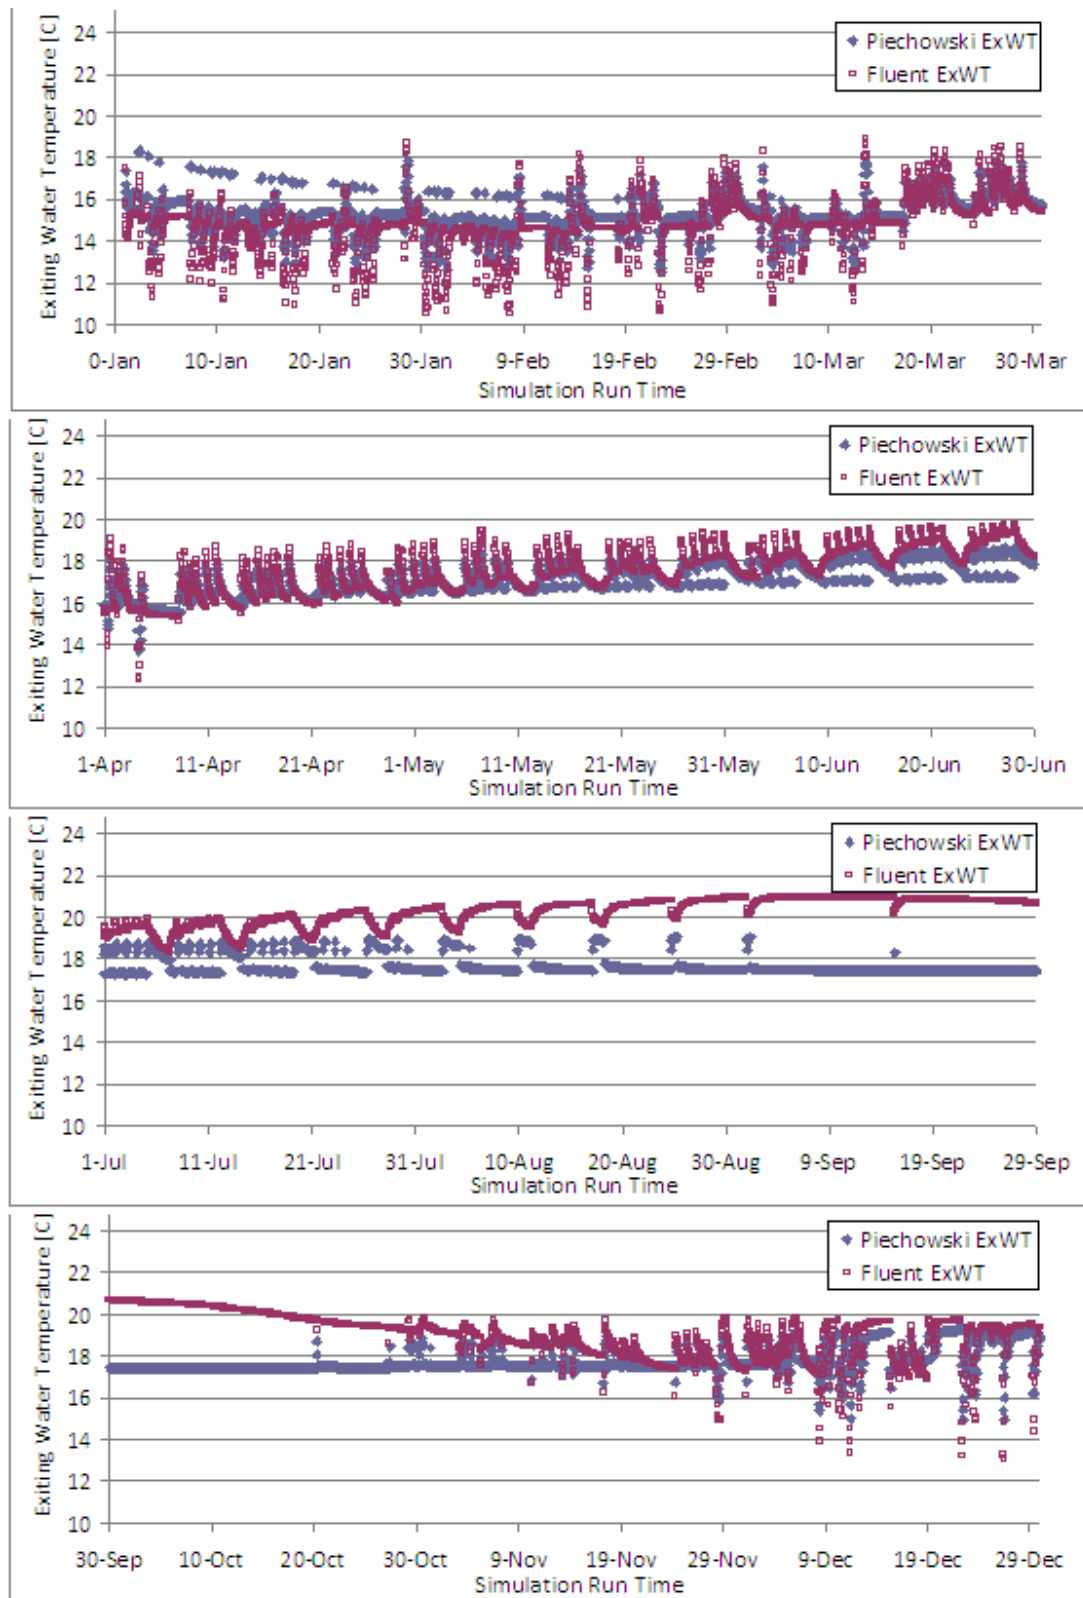 Exiting Water Temperature [C]
24
22
20
18
16
14
12
10
Piechowski ExWT
Fluent ExWT
0-Jan 10-Jan 20-Jan 30-Jan 9-Feb 19-Feb 29-Feb 10-Mar 20-Mar 30-Mar
Simulation Run Time
Exiting Water Temperature [C]
24
22
20
18
16
14
12
10
Piechowski ExWT
Fluent ExWT
1-Apr 11-Apr 21-Apr 1-May 11-May 21-May 31-May 10-Jun 20-Jun 30-Jun
Simulation Run Time
Exiting Water Temperature [C]
24
22
20
18
16
14
12
10
Piechowski ExWT
Fluent ExWT
1-Jul 11-Jul 21-Jul 31-Jul 10-Aug 20-Aug 30-Aug 9-Sep 19-Sep 29-Sep
Simulation Run Time
Exiting Water Temperature [C]
24
22
20
18
16
14
12
10
Piechowski ExWT
Fluent ExWT
30-Sep 10-Oct 20-Oct 30-Oct 9-Nov 19-Nov 29-Nov 9-Dec 19-Dec 29-Dec
Simulation Run Time